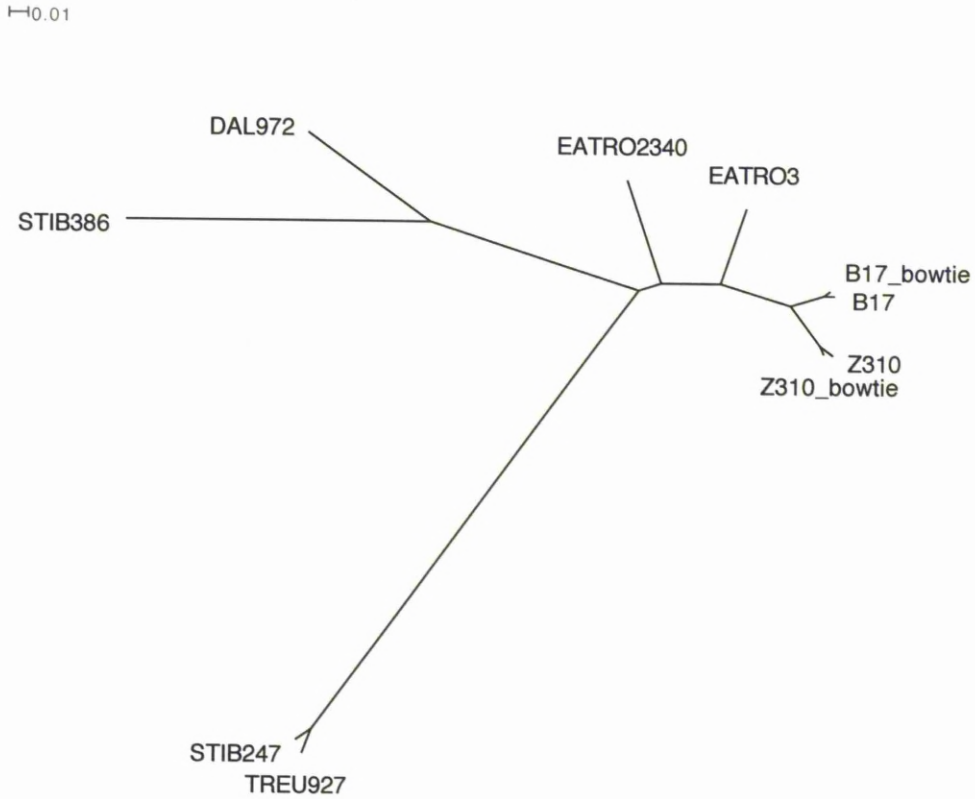 0.01
DAL972
EATRO2340
EATRO3
STIB386
B17_bowtie
B17
Z310
Z310_bowtie
STIB247
TREU927